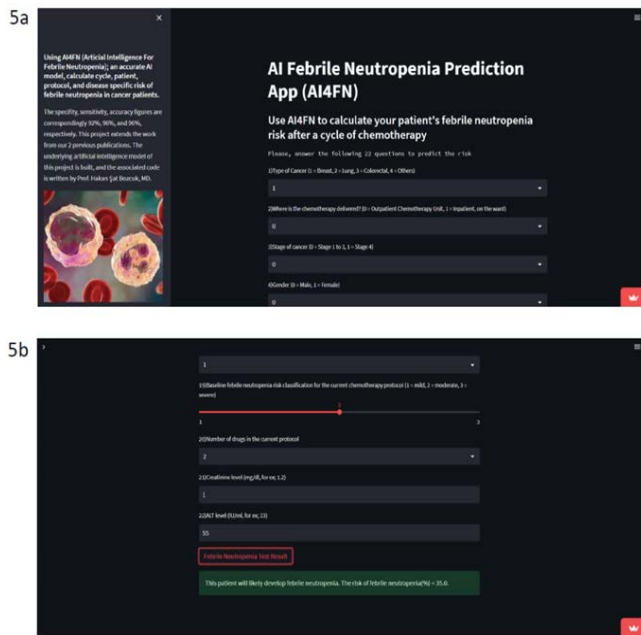 5a
Using AI4FN (Articial Intelligence For
Febrile Neutropenia); an accurate AI
model, calculate cycle, patient,
protocol, and disease specific risk of
febrile neutropenia in cancer patients.
The specifity, sensitivity, accuracy figures are
correspondingly 92%, 96%, and 96%,
respectively. This project extends the work
from our 2 previous publications. The
underlying artificial intelligence model of
this project is built, and the associated code
is written by Prof. Hakan Şat Bozcuk, MD.
AI Febrile Neutropenia Prediction
App (AI4FN)
Use AI4FN to calculate your patient's febrile neutropenia
risk after a cycle of chemotherapy
Please, answer the following 22 questions to predict the risk
1)Type of Cancer (1 = Breast, 2 = Lung, 3 = Colorectal, 4 = Others)
1
2)Where is the chemotherapy delivered? (0 = Outpatient Chemotherapy Unit, 1 = Inpatient, on the ward)
0
3)Stage of cancer (0 = Stage 1 to 3, 1 = Stage 4)
0
4)Gender (0 = Male, 1 = Female)
0
5b
1
19)Baseline febrile neutropenia risk classification for the current chemotherapy protocol (1 = mild, 2 = moderate, 3 =
severe)
2
1 3
20)Number of drugs in the current protocol
2
21)Creatinine level (mg/dl, for ex; 1.2)
1
22)ALT level (IU/ml, for ex; 23)
55
Febrile Neutropenia Test Result
This patient will likely develop febrile neutropenia. The risk of febrile neutropenia(%) = 35.0.